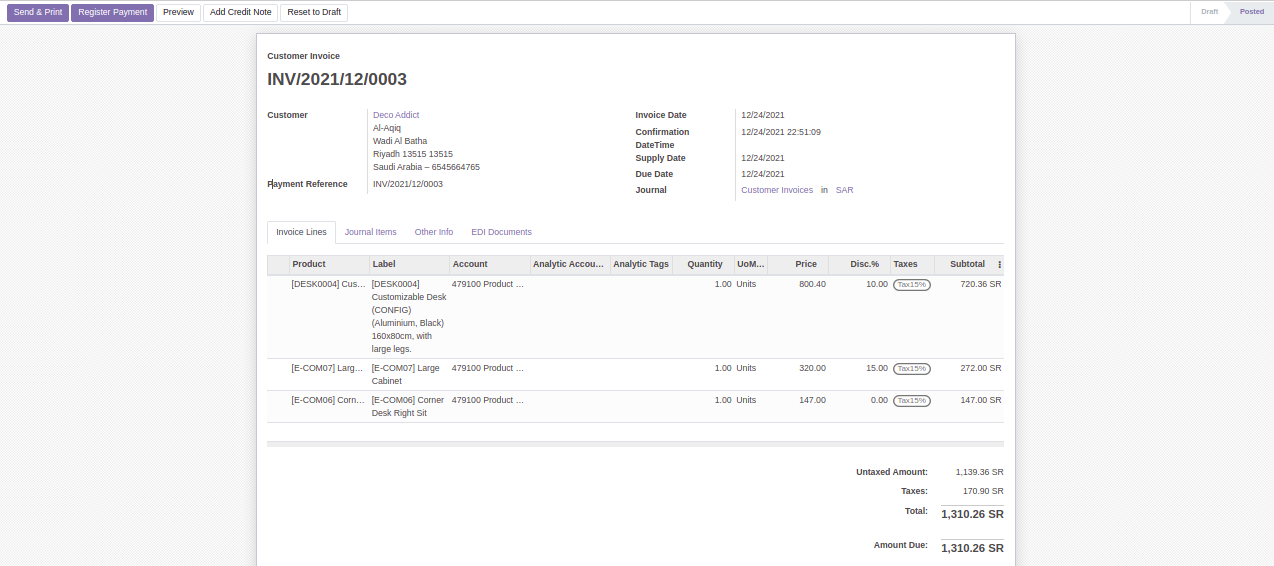 Send & Print Register Payment Preview Add Credit Note Reset to Draft Draft Posted
Customer Invoice
INV/2021/12/0003
Customer Deco Addict
Al-Aqiq
Wadi Al Batha
Riyadh 13515 13515
Saudi Arabia – 6545664765
Payment Reference INV/2021/12/0003
Invoice Date 12/24/2021
Confirmation DateTime 12/24/2021 22:51:09
Supply Date 12/24/2021
Due Date 12/24/2021
Journal Customer Invoices in SAR
Invoice Lines Journal Items Other Info EDI Documents
Product Label Account Analytic Accou... Analytic Tags Quantity UoM... Price Disc.% Taxes Subtotal
[DESK0004] Cus... [DESK0004] 479100 Product ... 1.00 Units 800.40 10.00 Tax15% 720.36 SR
Customizable Desk
(CONFIG)
(Aluminium, Black)
160x80cm, with
large legs.
[E-COM07] Larg... [E-COM07] Large 479100 Product ... 1.00 Units 320.00 15.00 Tax15% 272.00 SR
Cabinet
[E-COM06] Corn... [E-COM06] Corner 479100 Product ... 1.00 Units 147.00 0.00 Tax15% 147.00 SR
Desk Right Sit
Untaxed Amount: 1,139.36 SR
Taxes: 170.90 SR
Total: 1,310.26 SR
Amount Due: 1,310.26 SR